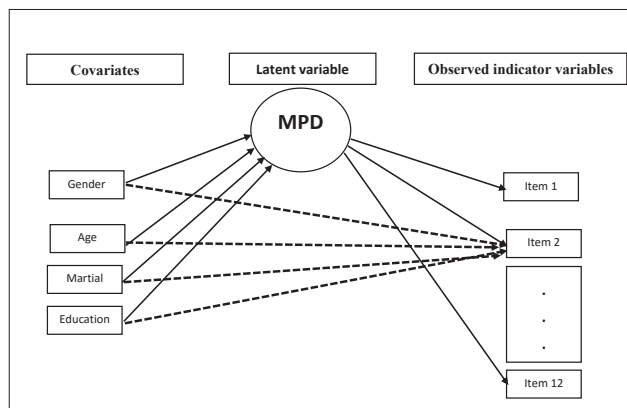 Covariates
Latent variable
Observed indicator variables
MPD
Gender
Age
Martial
Education
Item 1
Item 2
.
.
.
Item 12